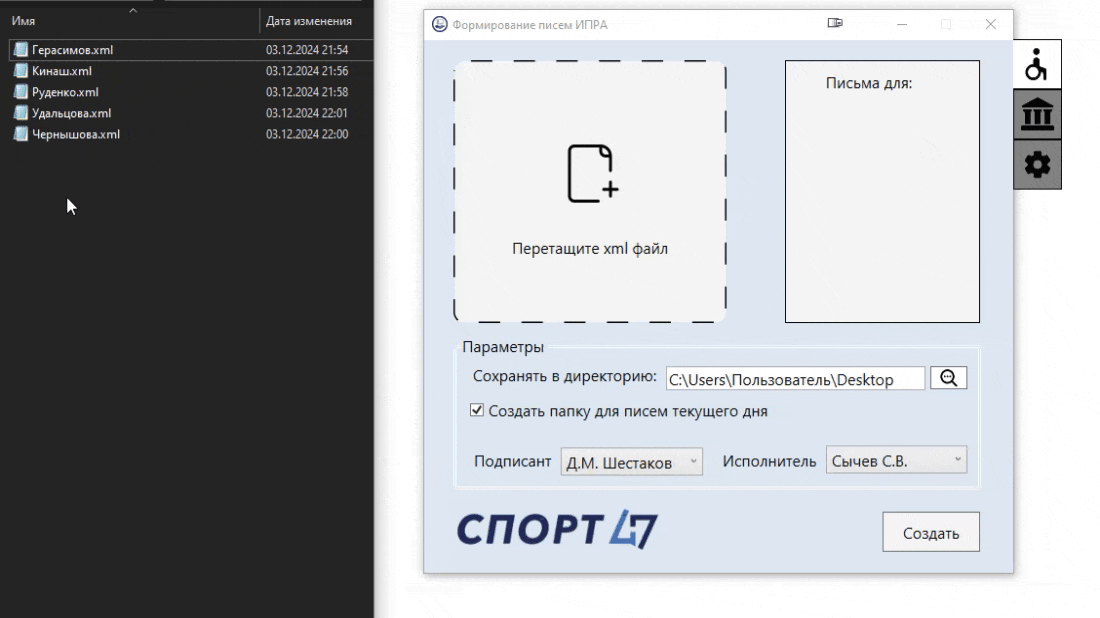 Имя Дата изменения
Герасимов.xml 03.12.2024 21:54
Кинаш.xml 03.12.2024 21:56
Руденко.xml 03.12.2024 21:58
Удальцова.xml 03.12.2024 22:01
Чернышова.xml 03.12.2024 22:00
Формирование писем ИПРА
Перетащите xml файл
Письма для:
Параметры
Сохранять в директорию: C:\Users\Пользователь\Desktop
Создать папку для писем текущего дня
Подписант Д.М. Шестаков Исполнитель Сычев С.В.
СПОРТ 47
Создать